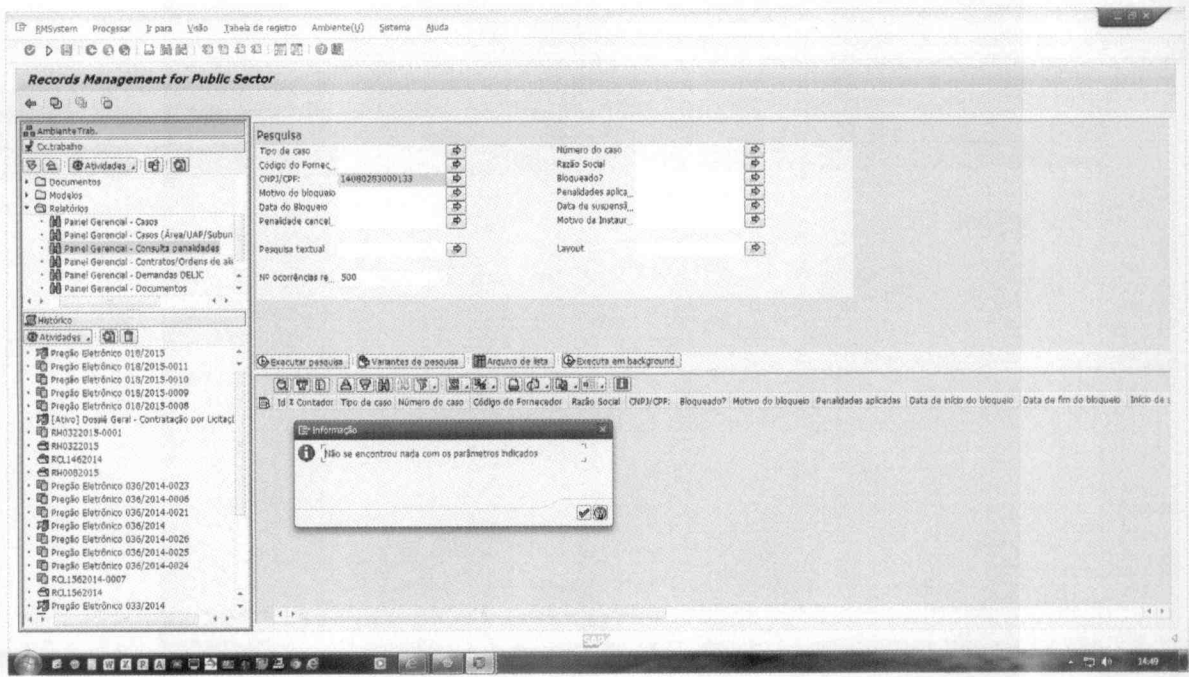 RMSystem Processar Ir para Visão Tabela de registro Ambiente(U) Sistema Ajuda
Records Management for Public Sector
AmbienteTrab.
Cx.trabalho
Atividades
Documentos
Modelos
Relatórios
Painel Gerencial - Casos
Painel Gerencial - Casos (Área/UAP/Subun
Painel Gerencial - Consulta penalidades
Painel Gerencial - Contratos/Ordens de
Painel Gerencial - Demandas DELIC
Painel Gerencial - Documentos
Histórico
Atividades
Pregão Eletrônico 018/2015
Pregão Eletrônico 018/2015-0011
Pregão Eletrônico 018/2015-0010
Pregão Eletrônico 018/2015-0009
Pregão Eletrônico 018/2015-0008
[Ativo] Dossiê Geral - Contratação por Licitaçã
RH0322015-0001
RH0322015
RCL1462014
RH0082015
Pregão Eletrônico 036/2014-0023
Pregão Eletrônico 036/2014-0006
Pregão Eletrônico 036/2014-0021
Pregão Eletrônico 036/2014
Pregão Eletrônico 036/2014-0026
Pregão Eletrônico 036/2014-0025
Pregão Eletrônico 036/2014-0024
RCL1562014-0007
RCL1562014
Pregão Eletrônico 033/2014
Pesquisa
Tipo de caso Número do caso
Código do Fornec_ Razão Social
CNPJ/CPF: 14080283000133 Bloqueado?
Motivo do bloqueio Penalidades aplica_
Data do Bloqueio Data de suspensã_
Penalidade cancel_ Motivo da Instaur_
Pesquisa textual Layout
Nº ocorrências re_ 500
Executar pesquisa Variantes de pesquisa Arquivo de lista Executa em background
Id Σ Contador Tipo de caso Número do caso Código do Fornecedor Razão Social CNPJ/CPF: Bloqueado? Motivo do bloqueio Penalidades aplicadas Data de início do bloqueio Data de fim do bloqueio Início de
Informação
Não se encontrou nada com os parâmetros indicados
SAP
14:49